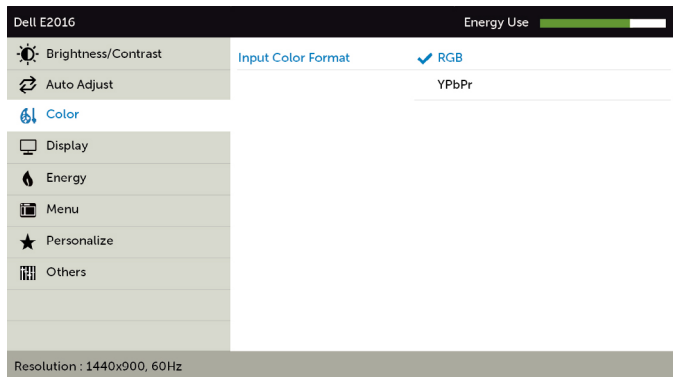 Dell E2016 Energy Use
Brightness/Contrast Input Color Format RGB
Auto Adjust YPbPr
Color
Display
Energy
Menu
Personalize
Others
Resolution : 1440x900, 60Hz